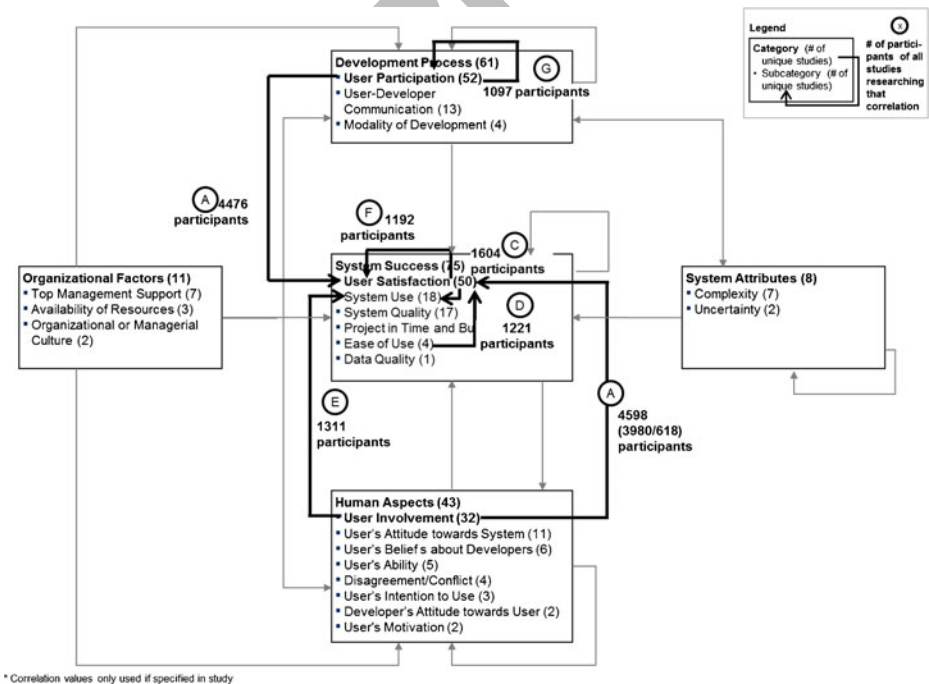 Legend
Category (# of
unique studies)
• Subcategory (# of
unique studies)
x
# of partici-
pants of all
studies
researching
that
correlation
Development Process (61)
▪ User Participation (52)
▪ User-Developer
Communication (13)
▪ Modality of Development (4)
G
1097 participants
A
4476
participants
F
1192
participants
C
1604
participants
System Success (75)
User Satisfaction (50)
System Use (18)
▪ System Quality (17)
▪ Project in Time and Bu
▪ Ease of Use (4)
▪ Data Quality (1)
D
1221
participants
Organizational Factors (11)
▪ Top Management Support (7)
▪ Availability of Resources (3)
▪ Organizational or Managerial
Culture (2)
System Attributes (8)
▪ Complexity (7)
▪ Uncertainty (2)
E
1311
participants
A
4598
(3980/618)
participants
Human Aspects (43)
▪ User Involvement (32)
▪ User's Attitude towards System (11)
▪ User's Beliefs about Developers (6)
▪ User's Ability (5)
▪ Disagreement/Conflict (4)
▪ User's Intention to Use (3)
▪ Developer's Attitude towards User (2)
▪ User's Motivation (2)
* Correlation values only used if specified in study